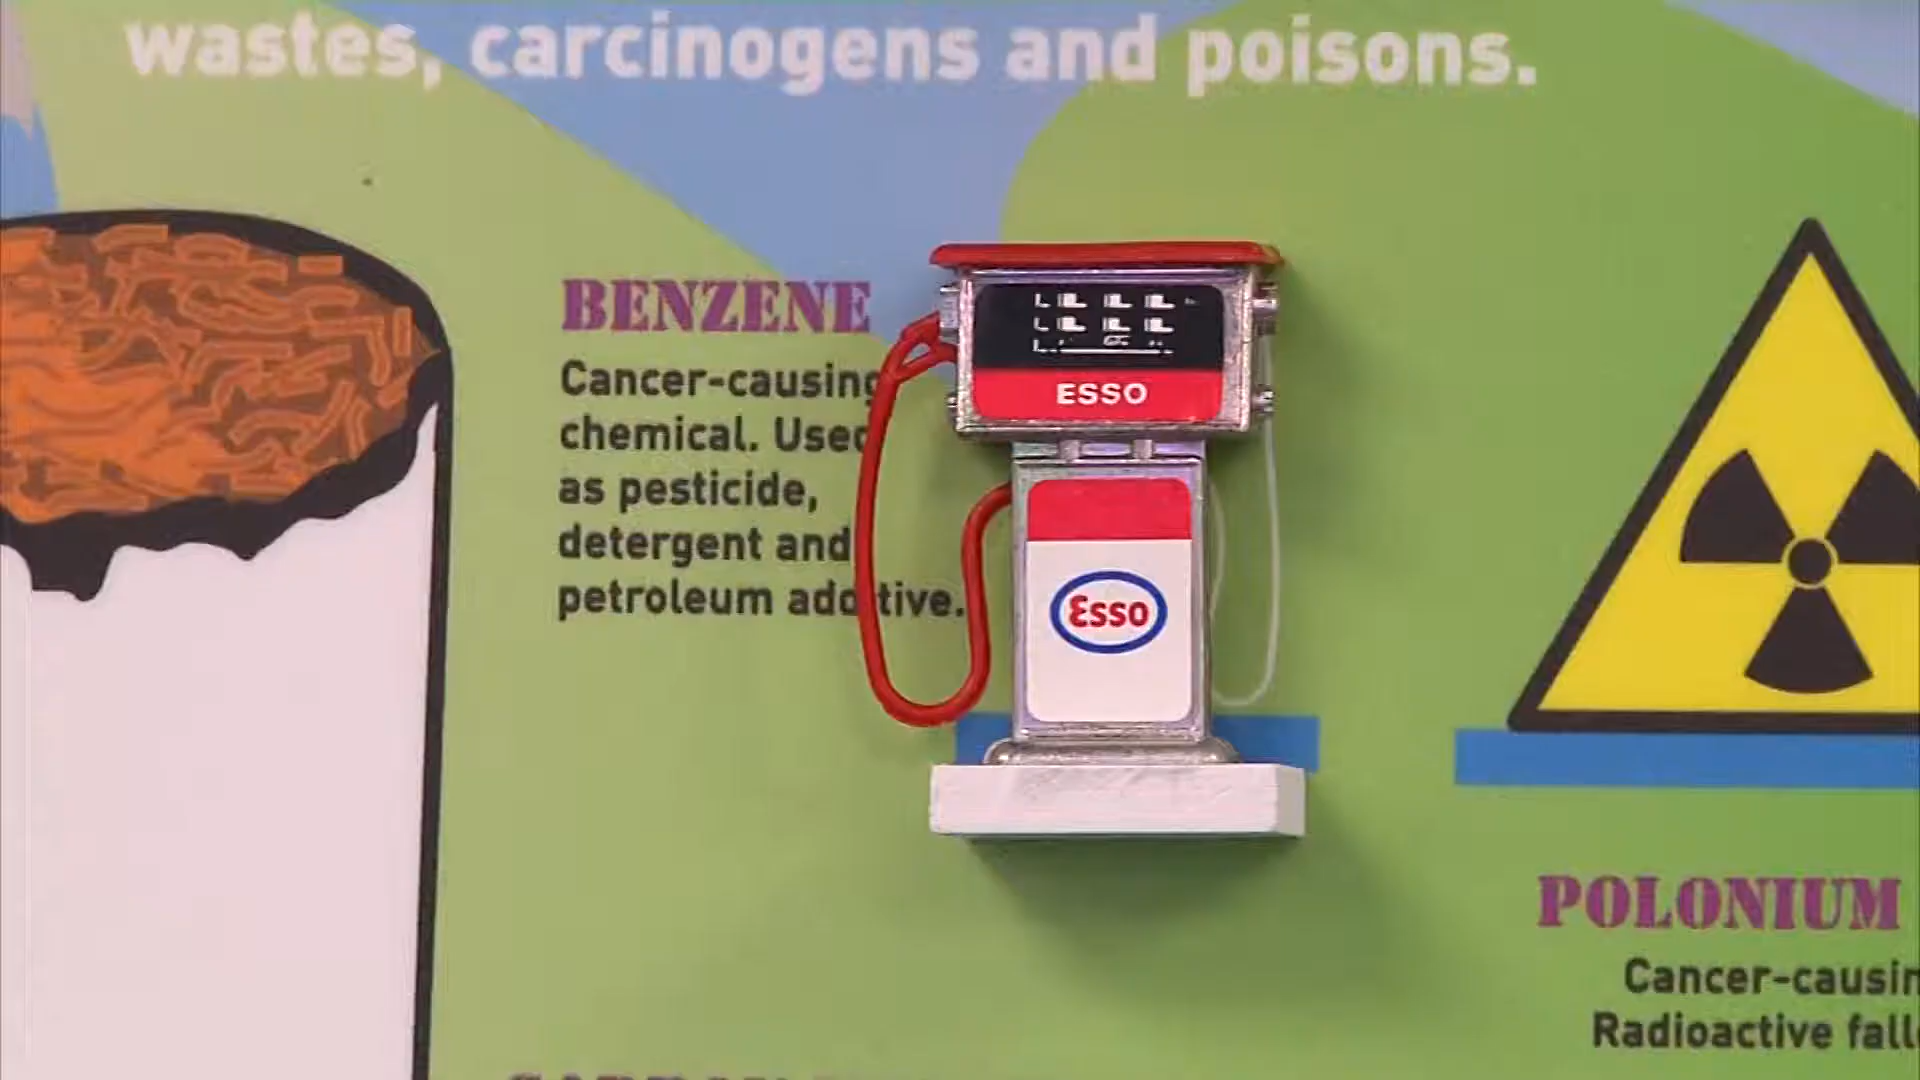 wastes, carcinogens and poisons.
BENZENE
Cancer-causing
chemical. Used
as pesticide,
detergent and
petroleum additive.
ESSO
Esso
POLONIUM
Cancer-causin
Radioactive fall